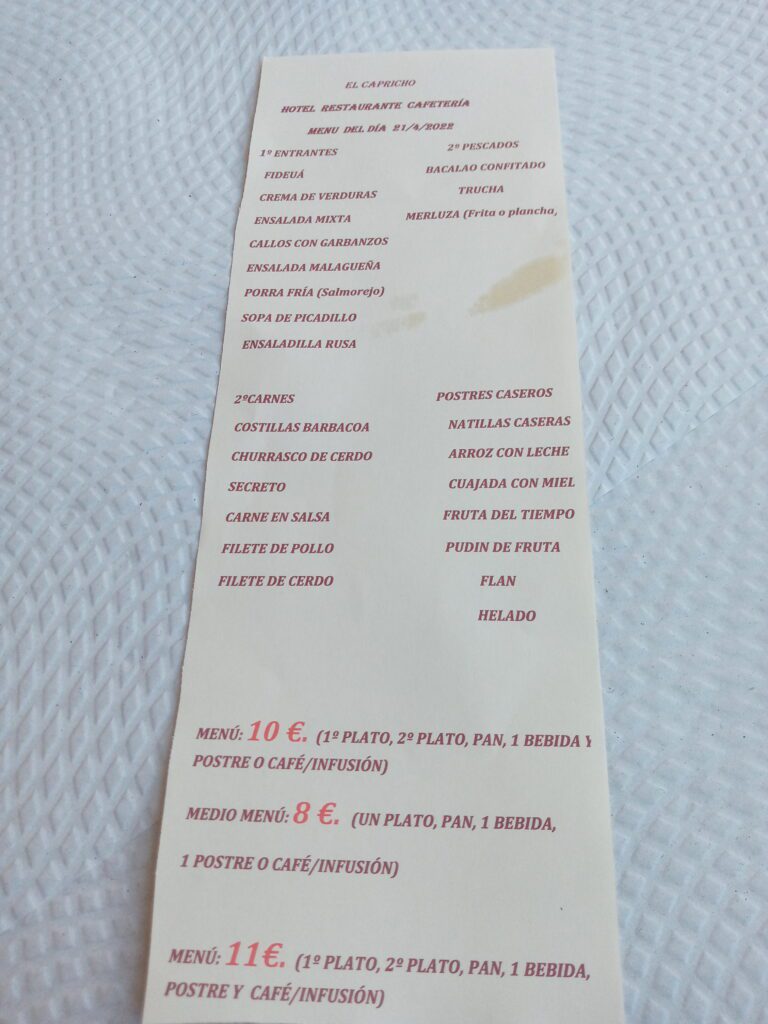 EL CAPRICHO
HOTEL RESTAURANTE CAFETERÍA
MENU DEL DÍA 21/4/2022
1º ENTRANTES
FIDEUÁ
CREMA DE VERDURAS
ENSALADA MIXTA
CALLOS CON GARBANZOS
ENSALADA MALAGUEÑA
PORRA FRÍA (Salmorejo)
SOPA DE PICADILLO
ENSALADILLA RUSA
2º PESCADOS
BACALAO CONFITADO
TRUCHA
MERLUZA (Frita o plancha,
2ºCARNES
COSTILLAS BARBACOA
CHURRASCO DE CERDO
SECRETO
CARNE EN SALSA
FILETE DE POLLO
FILETE DE CERDO
POSTRES CASEROS
NATILLAS CASERAS
ARROZ CON LECHE
CUAJADA CON MIEL
FRUTA DEL TIEMPO
PUDIN DE FRUTA
FLAN
HELADO
MENÚ: 10 €. (1º PLATO, 2º PLATO, PAN, 1 BEBIDA Y
POSTRE O CAFÉ/INFUSIÓN)
MEDIO MENÚ: 8 €. (UN PLATO, PAN, 1 BEBIDA,
1 POSTRE O CAFÉ/INFUSIÓN)
MENÚ: 11€. (1º PLATO, 2º PLATO, PAN, 1 BEBIDA,
POSTRE Y CAFÉ/INFUSIÓN)